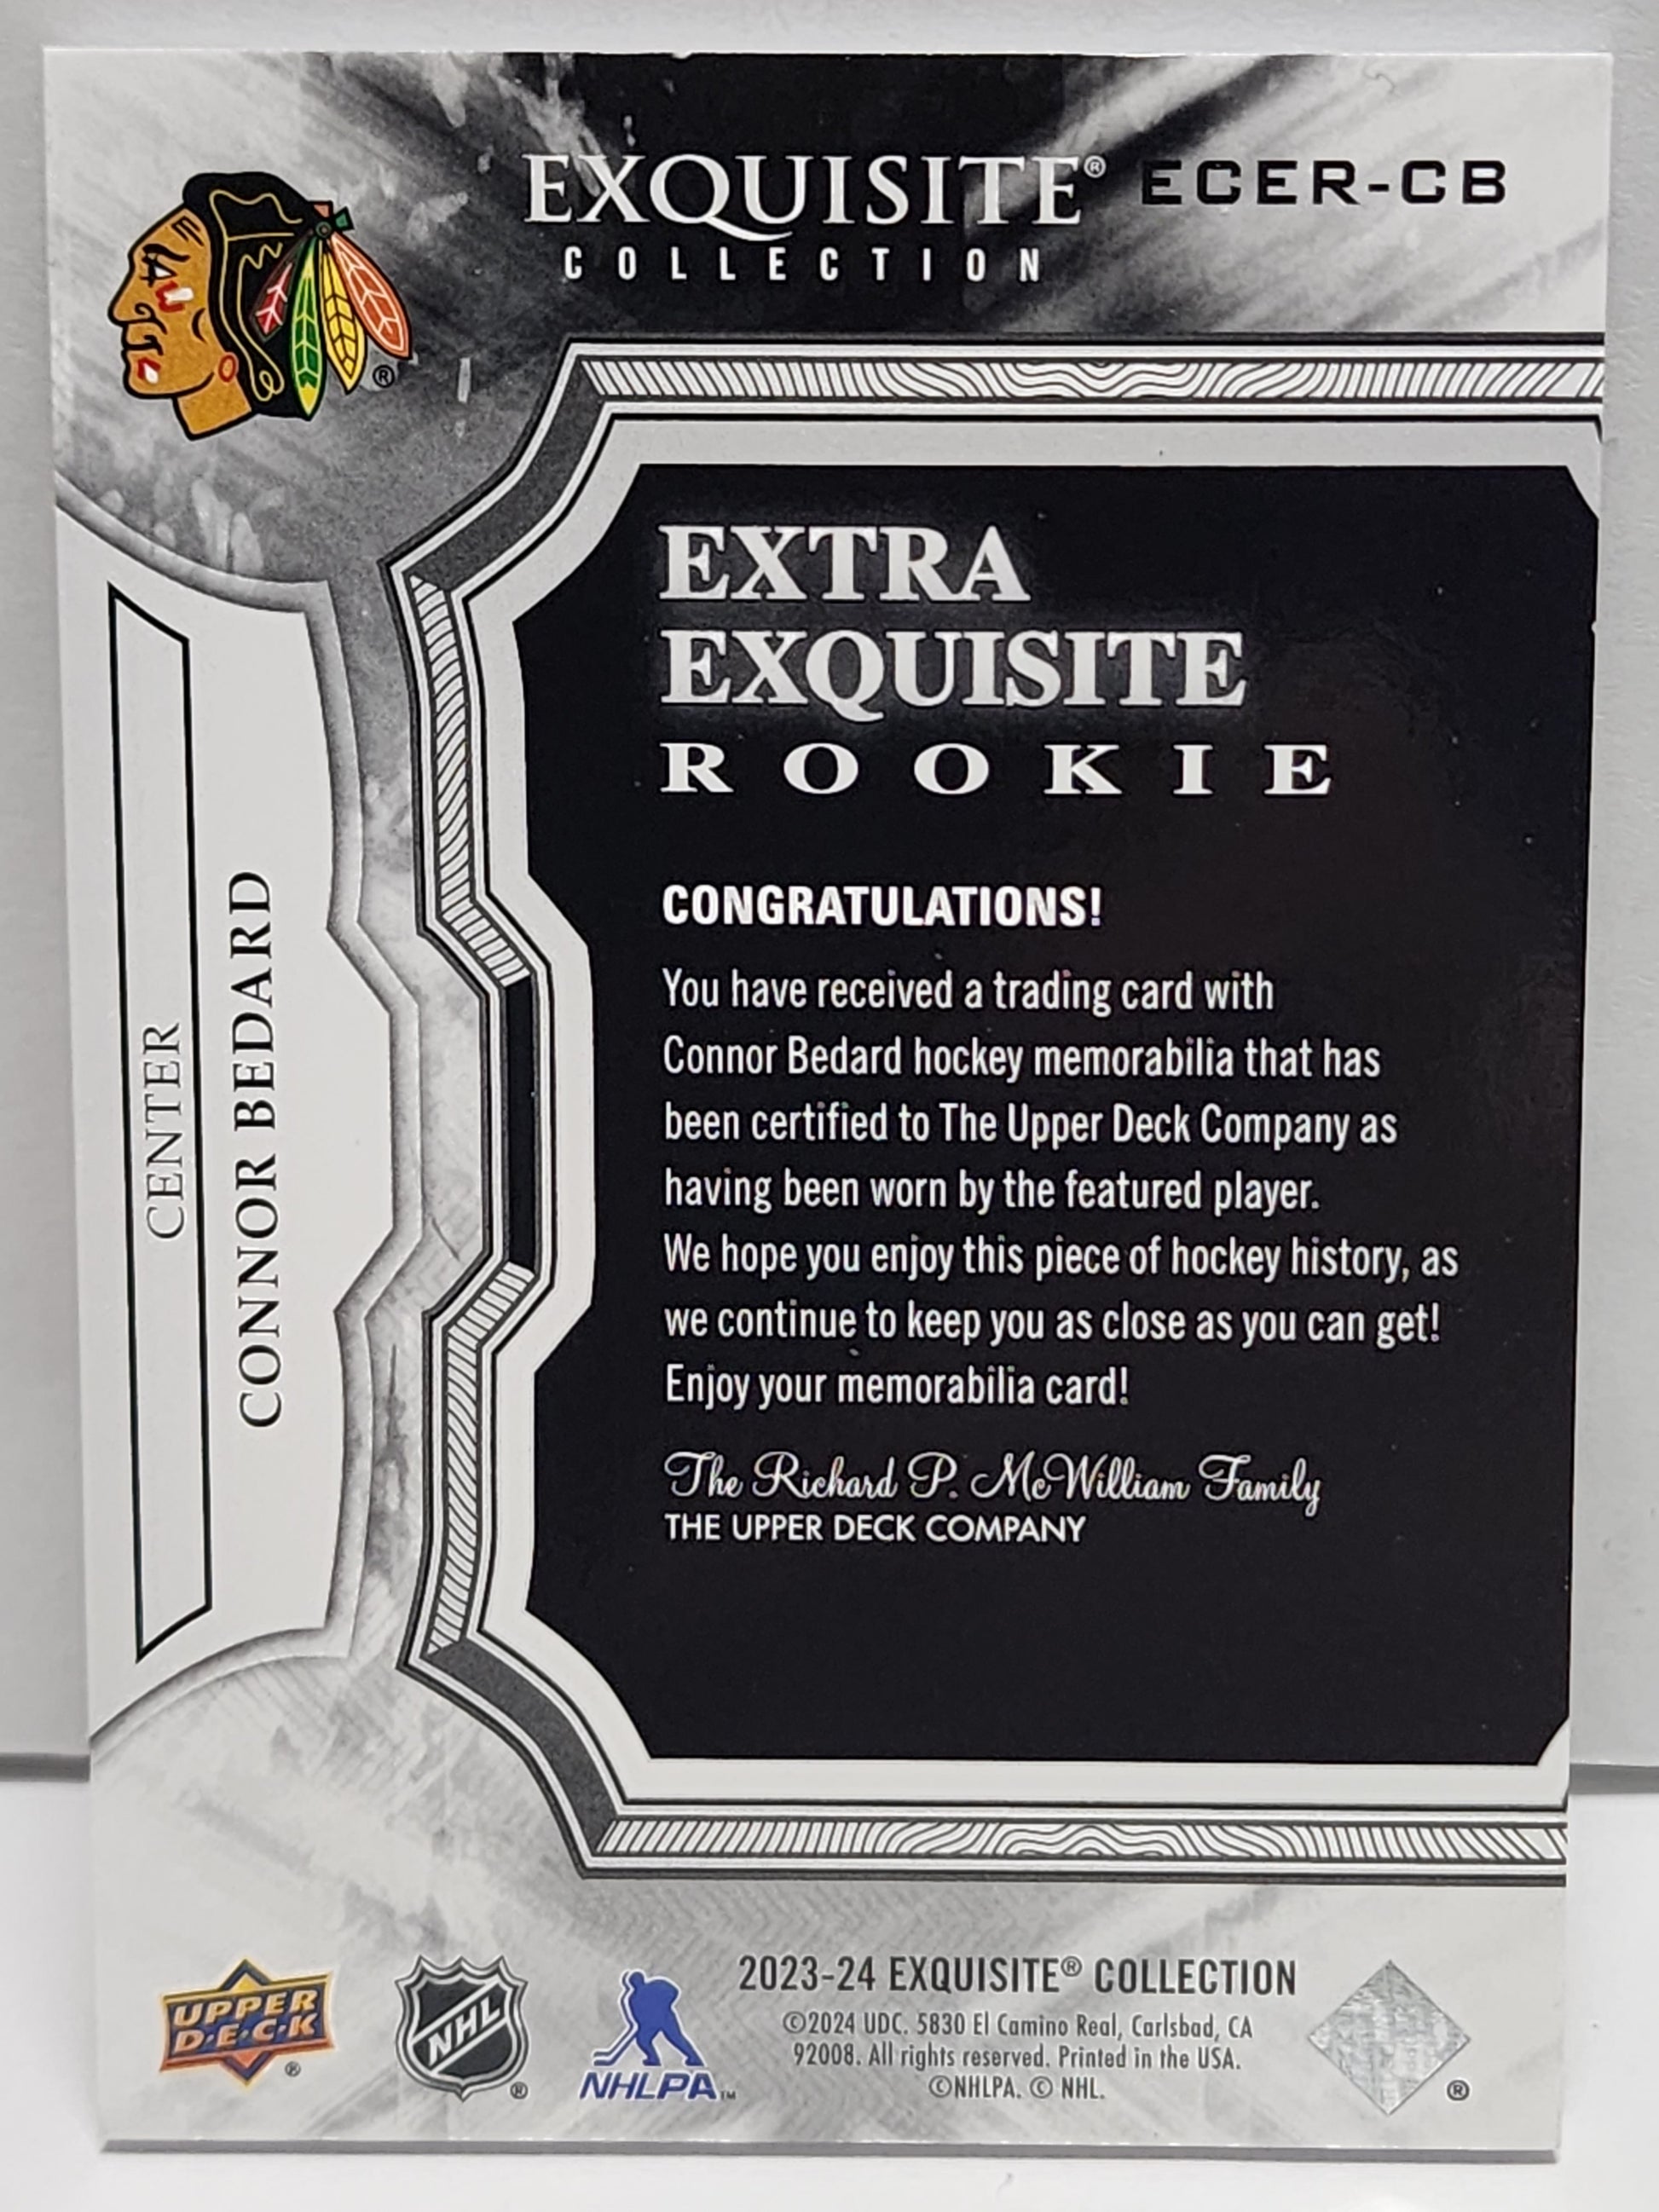 EXQUISITE® ECER-CB
COLLECTION
®
EXTRA
EXQUISITE
ROOKIE
CONGRATULATIONS!
You have received a trading card with
Connor Bedard hockey memorabilia that has
been certified to The Upper Deck Company as
having been worn by the featured player.
We hope you enjoy this piece of hockey history, as
we continue to keep you as close as you can get!
Enjoy your memorabilia card!
The Richard P. McWilliam Family
THE UPPER DECK COMPANY
CENTER
CONNOR BEDARD
UPPER
D·E·C·K
®
NHL
®
NHLPA™
2023-24 EXQUISITE® COLLECTION
©2024 UDC. 5830 El Camino Real, Carlsbad, CA
92008. All rights reserved. Printed in the USA.
©NHLPA. © NHL.
®